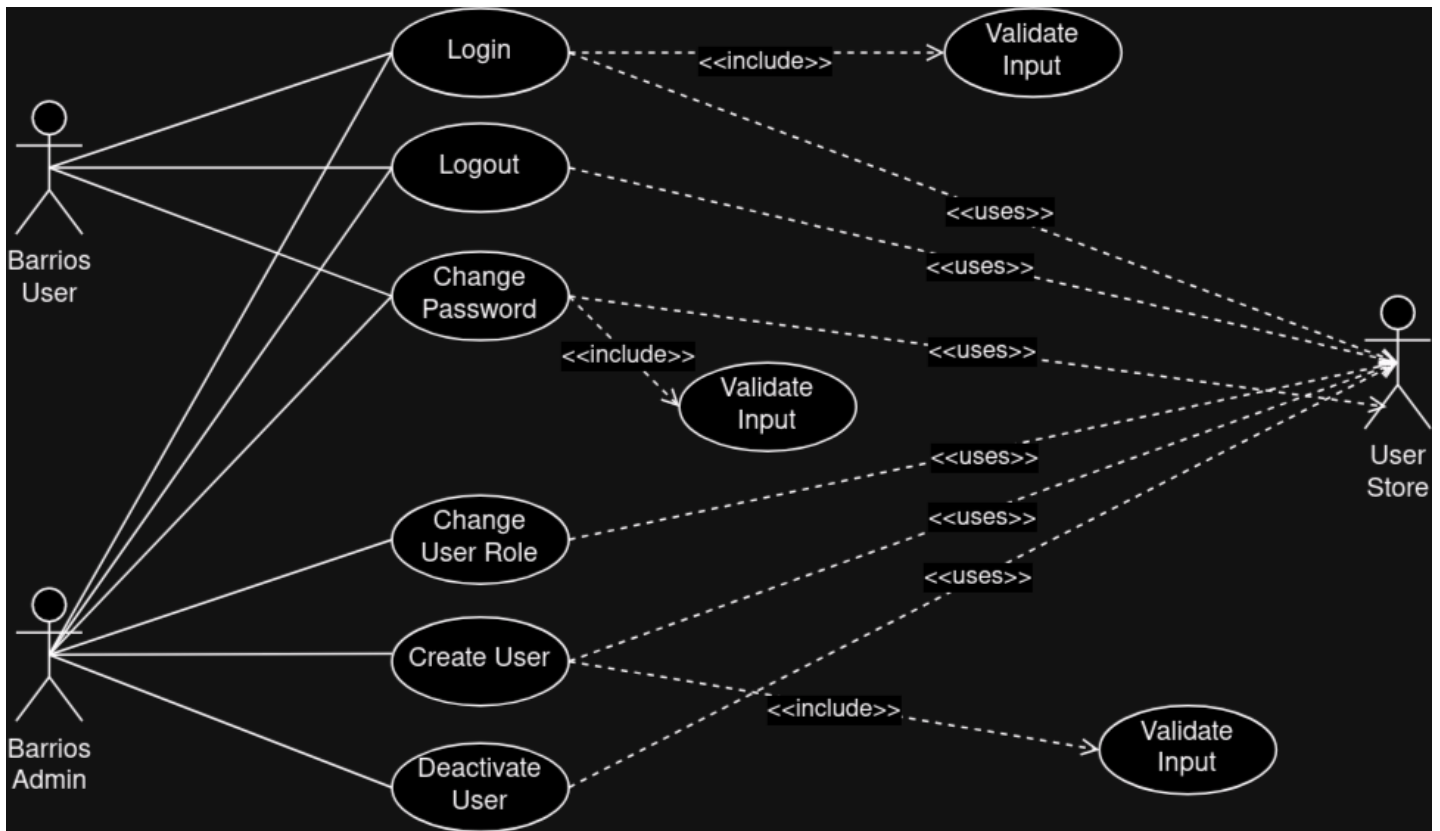 Login
<<include>>
Validate
Input
Logout
<<uses>>
Barrios
User
<<uses>>
Change
Password
<<include>>
<<uses>>
Validate
Input
User
Store
<<uses>>
Change
User Role
<<uses>>
<<uses>>
Create User
<<include>>
Validate
Input
Barrios
Admin
Deactivate
User